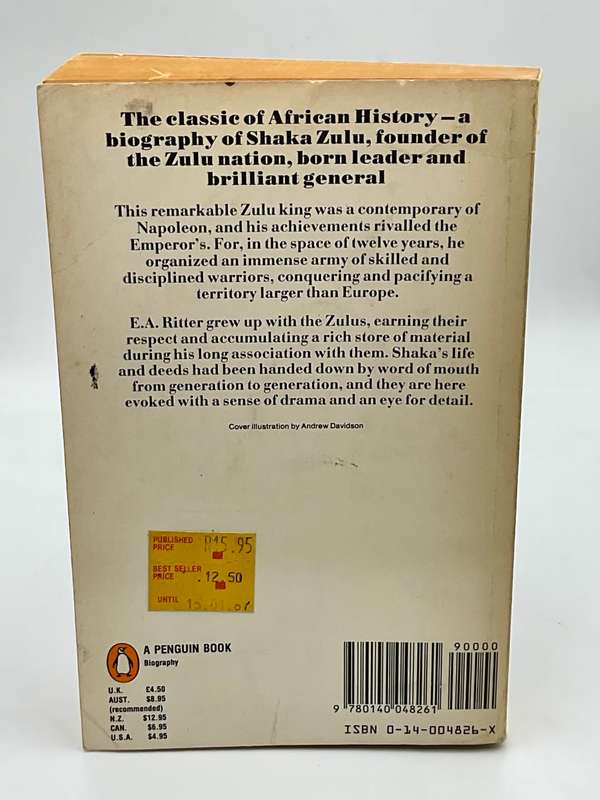 The classic of African History – a
biography of Shaka Zulu, founder of
the Zulu nation, born leader and
brilliant general
This remarkable Zulu king was a contemporary of
Napoleon, and his achievements rivalled the
Emperor's. For, in the space of twelve years, he
organized an immense army of skilled and
disciplined warriors, conquering and pacifying a
territory larger than Europe.
E.A. Ritter grew up with the Zulus, earning their
respect and accumulating a rich store of material
during his long association with them. Shaka's life
and deeds had been handed down by word of mouth
from generation to generation, and they are here
evoked with a sense of drama and an eye for detail.
Cover illustration by Andrew Davidson
PUBLISHED
PRICE R15.95
BEST SELLER
PRICE .12.50
UNTIL
A PENGUIN BOOK
Biography
U.K. £4.50
AUST. $8.95
(recommended)
N.Z. $12.95
CAN. $6.95
U.S.A. $4.95
90000
9 780140 048261
ISBN 0-14-004826-X